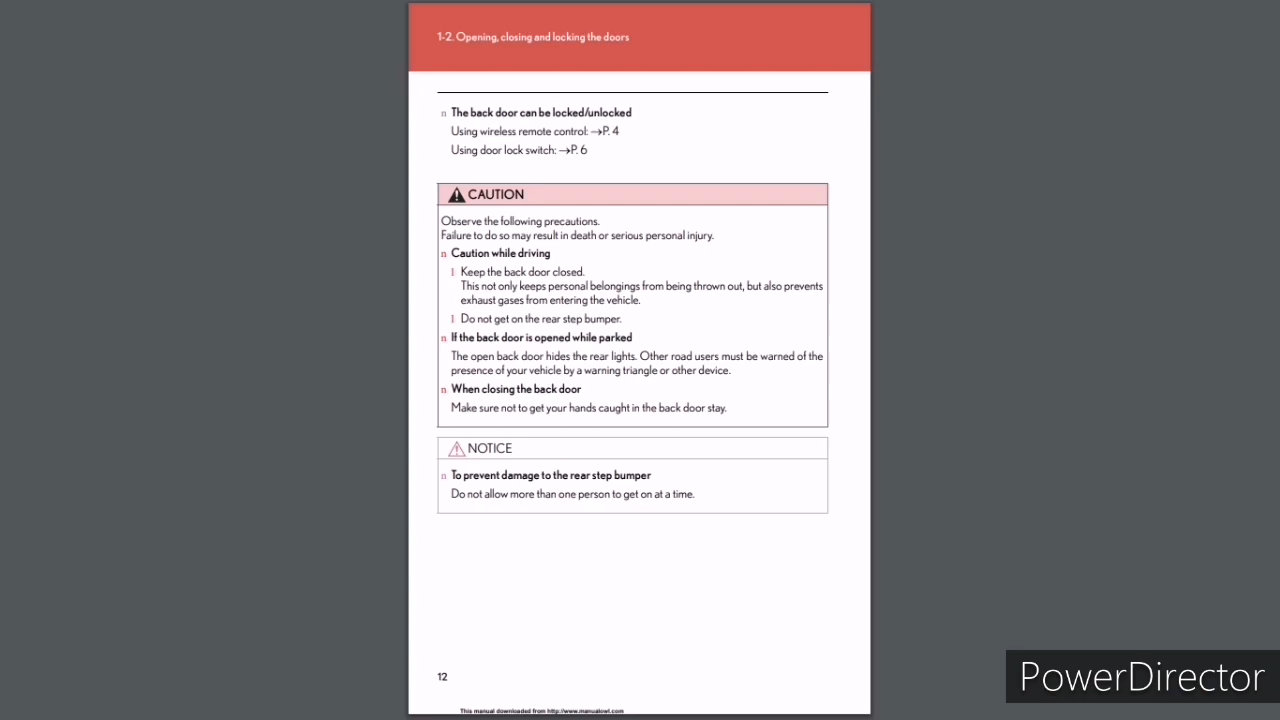 1-2. Opening, closing and locking the doors
n The back door can be locked/unlocked
Using wireless remote control: →P. 4
Using door lock switch: →P. 6
CAUTION
Observe the following precautions.
Failure to do so may result in death or serious personal injury.
n Caution while driving
l Keep the back door closed.
This not only keeps personal belongings from being thrown out, but also prevents
exhaust gases from entering the vehicle.
l Do not get on the rear step bumper.
n If the back door is opened while parked
The open back door hides the rear lights. Other road users must be warned of the
presence of your vehicle by a warning triangle or other device.
n When closing the back door
Make sure not to get your hands caught in the back door stay.
NOTICE
n To prevent damage to the rear step bumper
Do not allow more than one person to get on at a time.
12
This manual downloaded from http://www.manualowl.com
PowerDirector